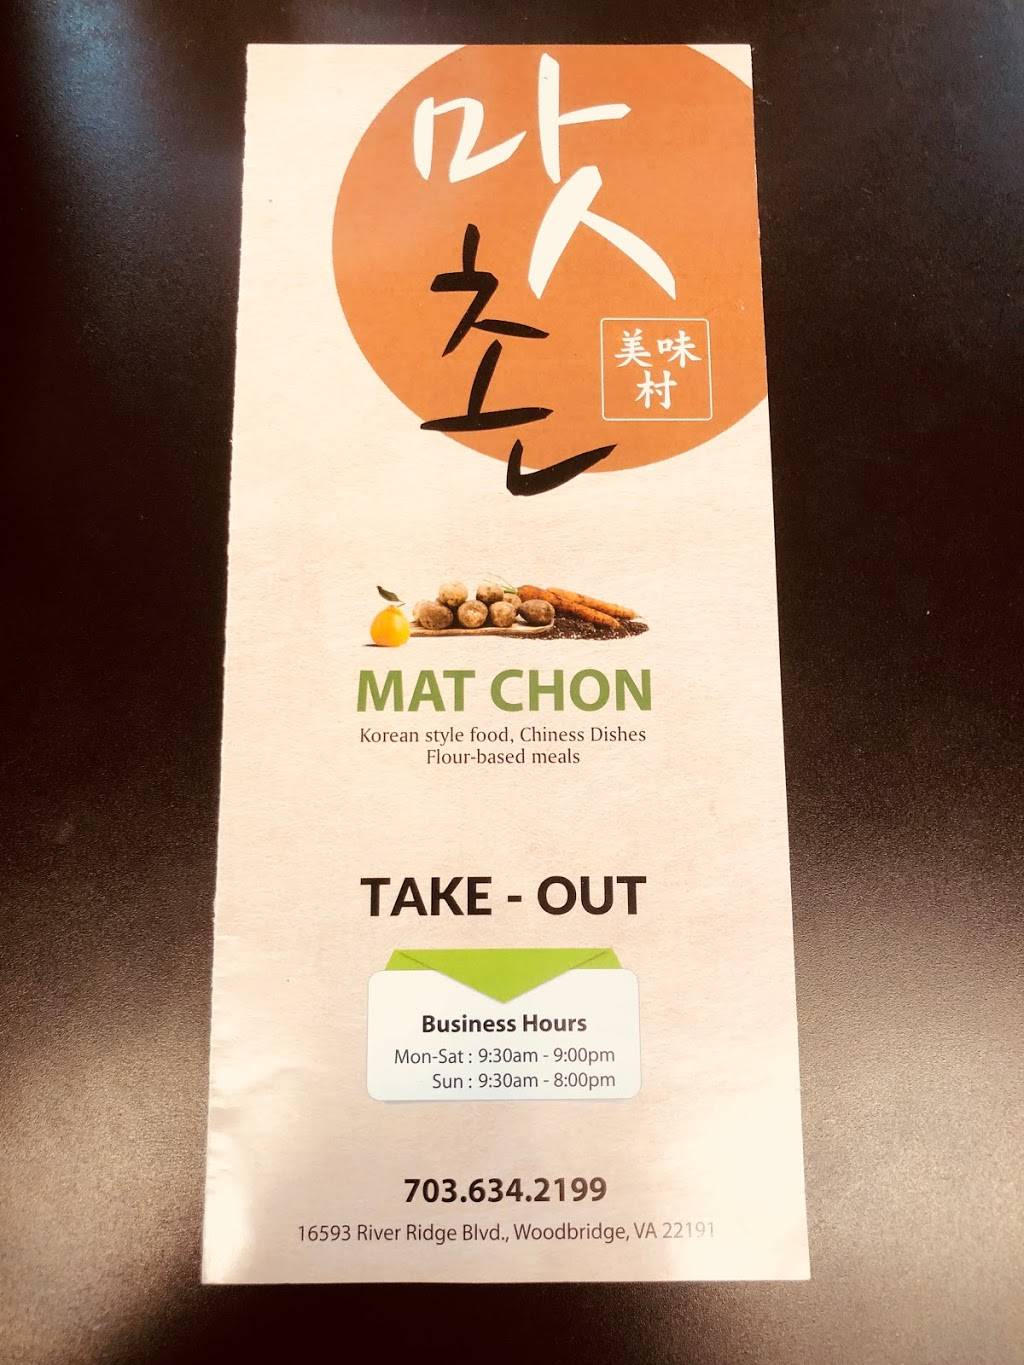 맛
촌
美味
村
MAT CHON
Korean style food, Chiness Dishes
Flour-based meals
TAKE - OUT
Business Hours
Mon-Sat : 9:30am - 9:00pm
Sun : 9:30am - 8:00pm
703.634.2199
16593 River Ridge Blvd., Woodbridge, VA 22191